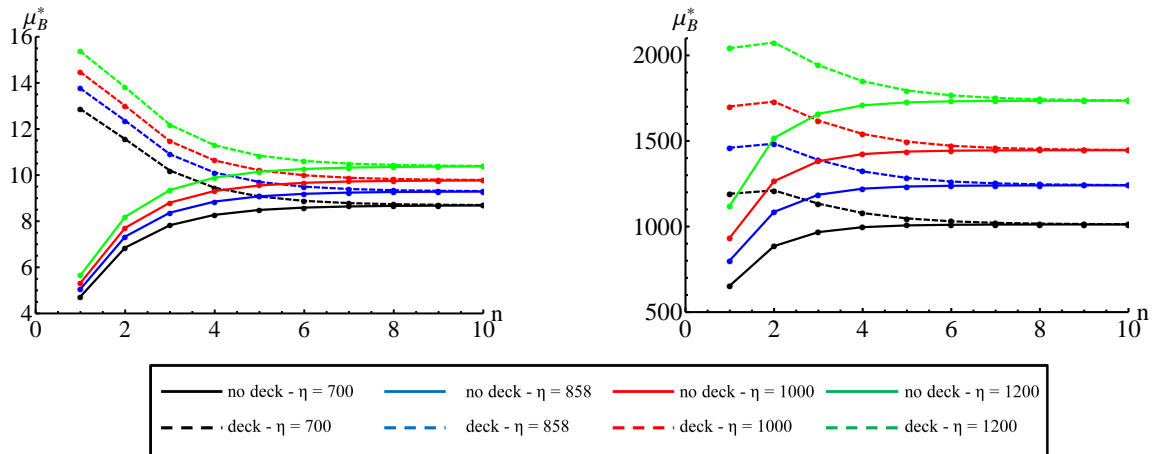 μ*B
16
14
12
10
8
6
4
0 2 4 6 8 10 n
μ*B
2000
1500
1000
500
0 2 4 6 8 10 n
no deck - η = 700 no deck - η = 858 no deck - η = 1000 no deck - η = 1200
deck - η = 700 deck - η = 858 deck - η = 1000 deck - η = 1200